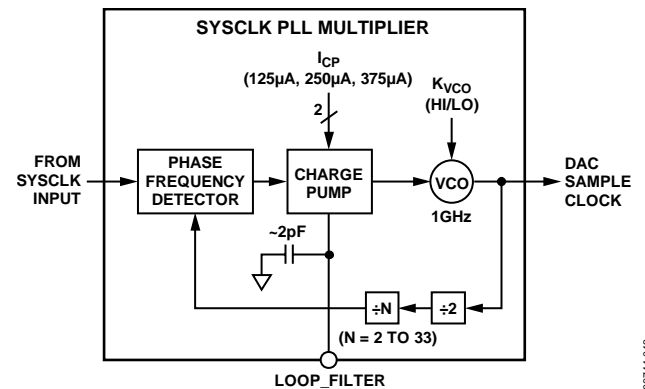 SYSCLK PLL MULTIPLIER
ICP
(125µA, 250µA, 375µA)
2
KVCO
(HI/LO)
FROM
SYSCLK
INPUT
PHASE
FREQUENCY
DETECTOR
CHARGE
PUMP
VCO
1GHz
DAC
SAMPLE
CLOCK
~2pF
÷N
÷2
(N = 2 TO 33)
LOOP_FILTER